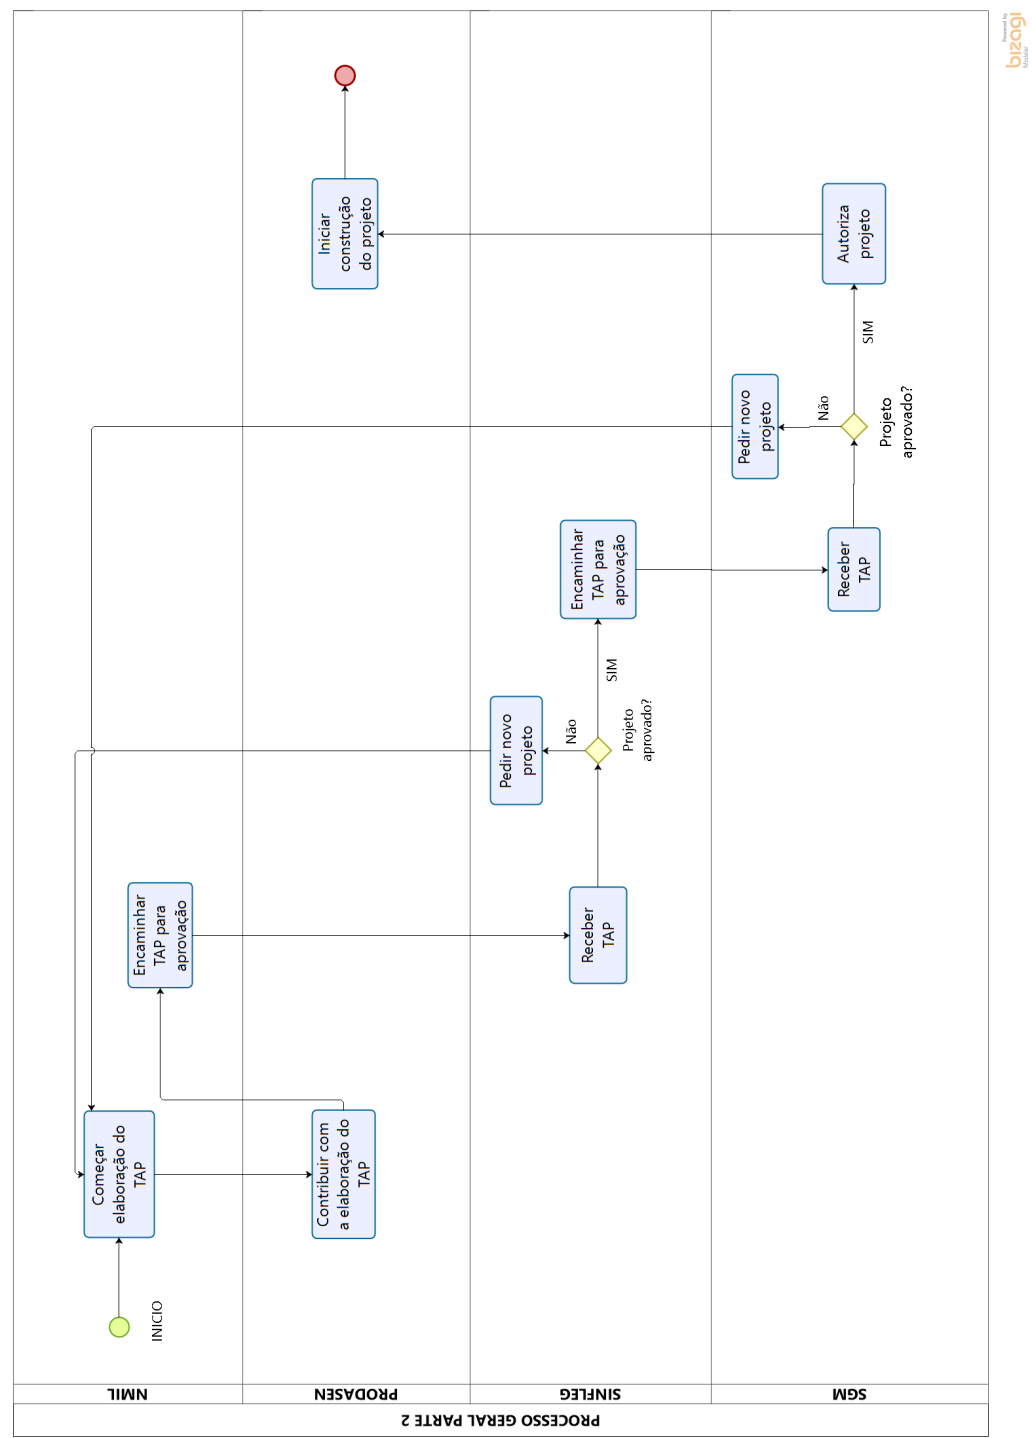 PROCESSO GERAL PARTE 2
NMIL
PRODASEN
SINFLEG
SGM
INICIO
Começar
elaboração do
TAP
Contribuir com
a elaboração do
TAP
Encaminhar
TAP para
aprovação
Receber
TAP
Projeto
aprovado?
Não
Pedir novo
projeto
SIM
Encaminhar
TAP para
aprovação
Receber
TAP
Projeto
aprovado?
Não
Pedir novo
projeto
SIM
Autoriza
projeto
Iniciar
construção
do projeto
Powered by
bizagi
Modeler